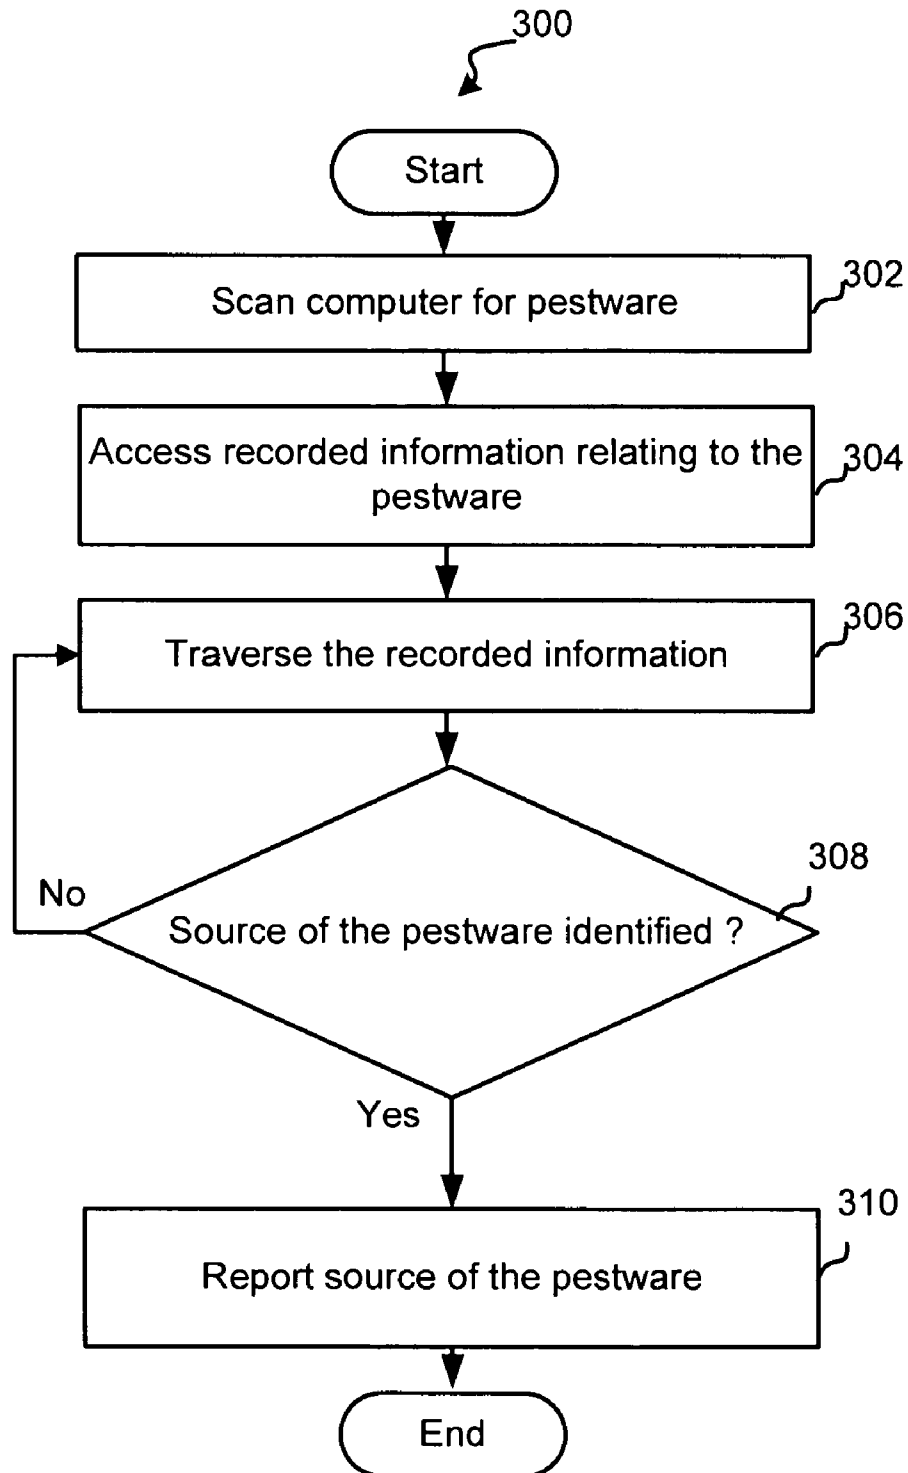 300
Start
Scan computer for pestware
302
Access recorded information relating to the
pestware
304
Traverse the recorded information
306
Source of the pestware identified ?
308
No
Yes
Report source of the pestware
310
End